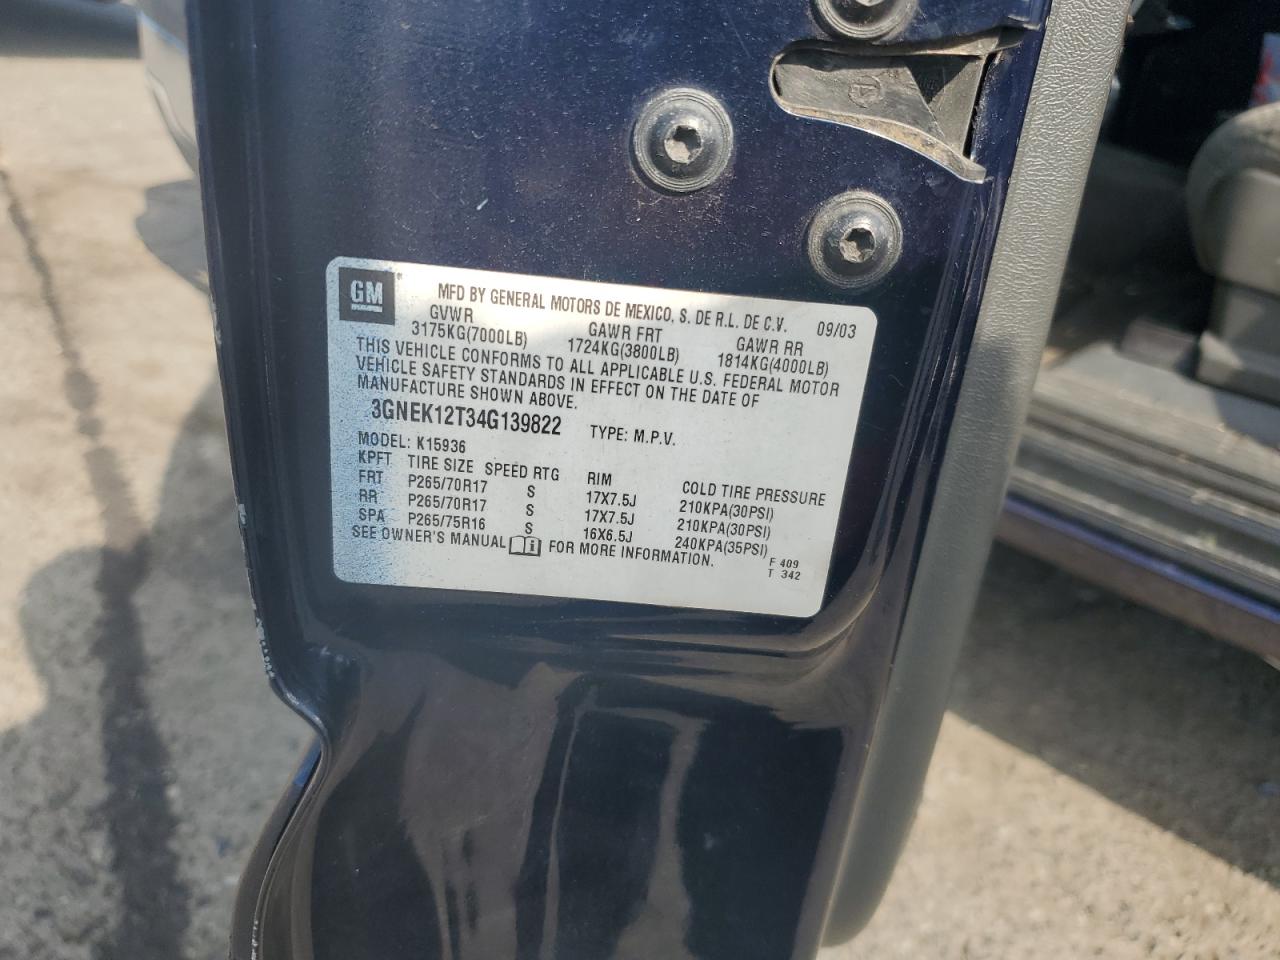 GM
MFD BY GENERAL MOTORS DE MEXICO, S. DE R.L. DE C.V. 09/03
GVWR GAWR FRT GAWR RR
3175KG(7000LB) 1724KG(3800LB) 1814KG(4000LB)
THIS VEHICLE CONFORMS TO ALL APPLICABLE U.S. FEDERAL MOTOR
VEHICLE SAFETY STANDARDS IN EFFECT ON THE DATE OF
MANUFACTURE SHOWN ABOVE.
3GNEK12T34G139822 TYPE: M.P.V.
MODEL: K15936
KPFT TIRE SIZE SPEED RTG RIM COLD TIRE PRESSURE
FRT P265/70R17 S 17X7.5J 210KPA(30PSI)
RR P265/70R17 S 17X7.5J 210KPA(30PSI)
SPA P265/75R16 S 16X6.5J 240KPA(35PSI)
SEE OWNER'S MANUAL i FOR MORE INFORMATION.
F 409
T 342